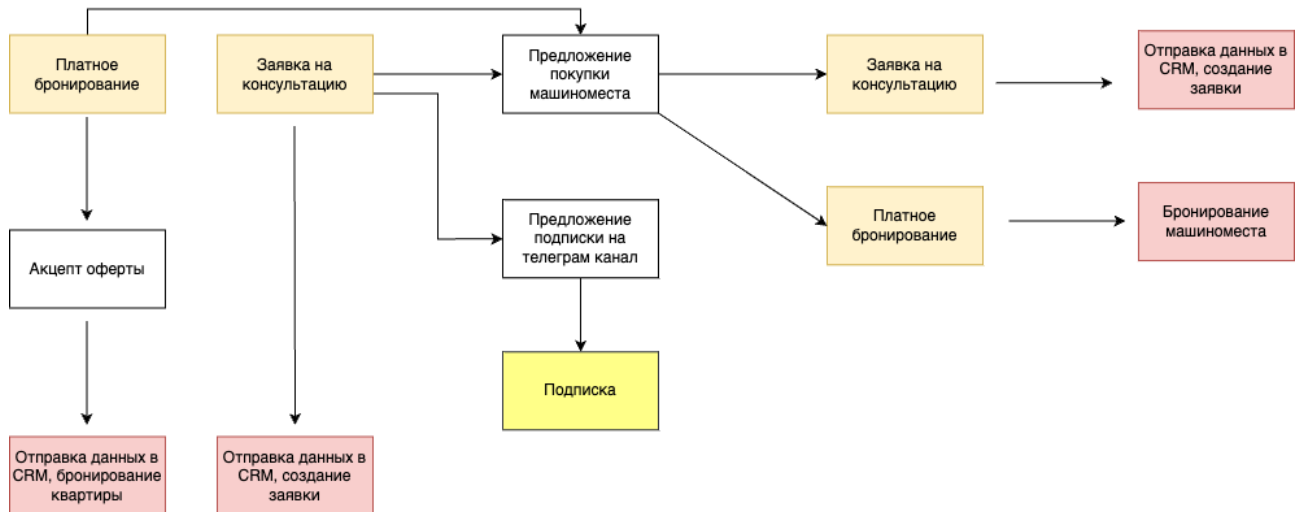 Платное
бронирование
Заявка на
консультацию
Предложение
покупки
машиноместа
Заявка на
консультацию
Отправка данных в
CRM, создание
заявки
Акцепт оферты
Предложение
подписки на
телеграм канал
Платное
бронирование
Бронирование
машиноместа
Подписка
Отправка данных в
CRM, бронирование
квартиры
Отправка данных в
CRM, создание
заявки